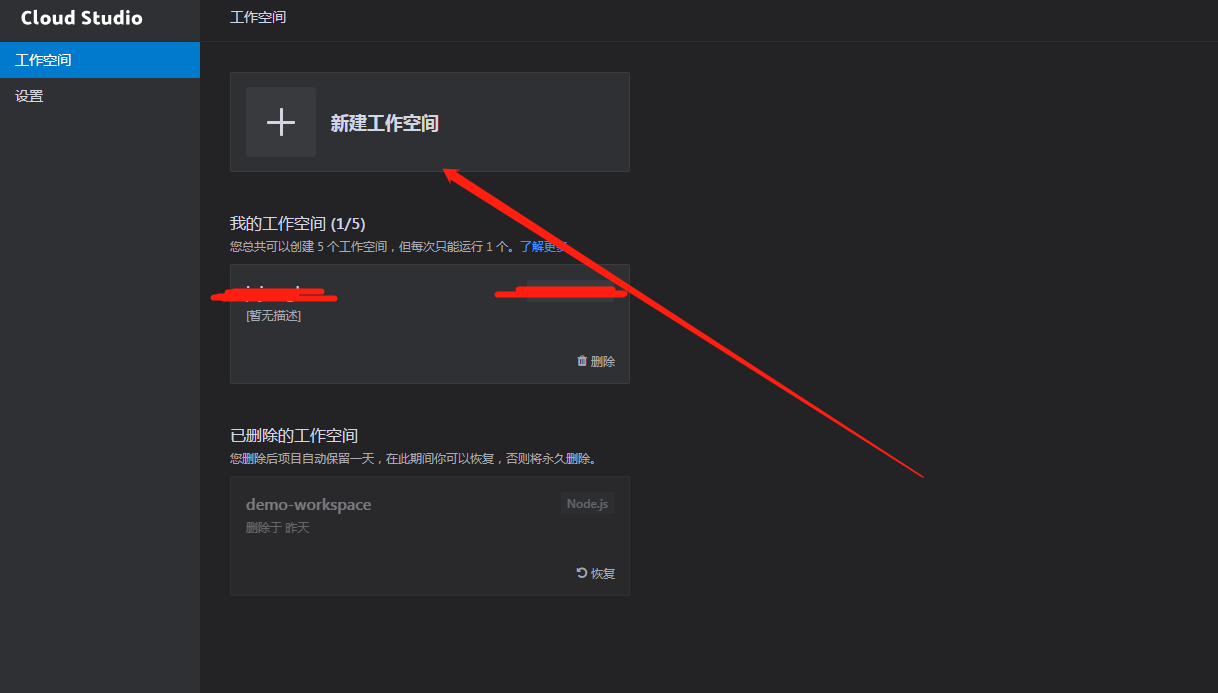 Cloud Studio
工作空间
工作空间
设置
新建工作空间
我的工作空间 (1/5)
您总共可以创建 5 个工作空间，但每次只能运行 1 个。了解更多
[暂无描述]
删除
已删除的工作空间
您删除后项目自动保留一天，在此期间你可以恢复，否则将永久删除。
demo-workspace
Node.js
删除于 昨天
恢复